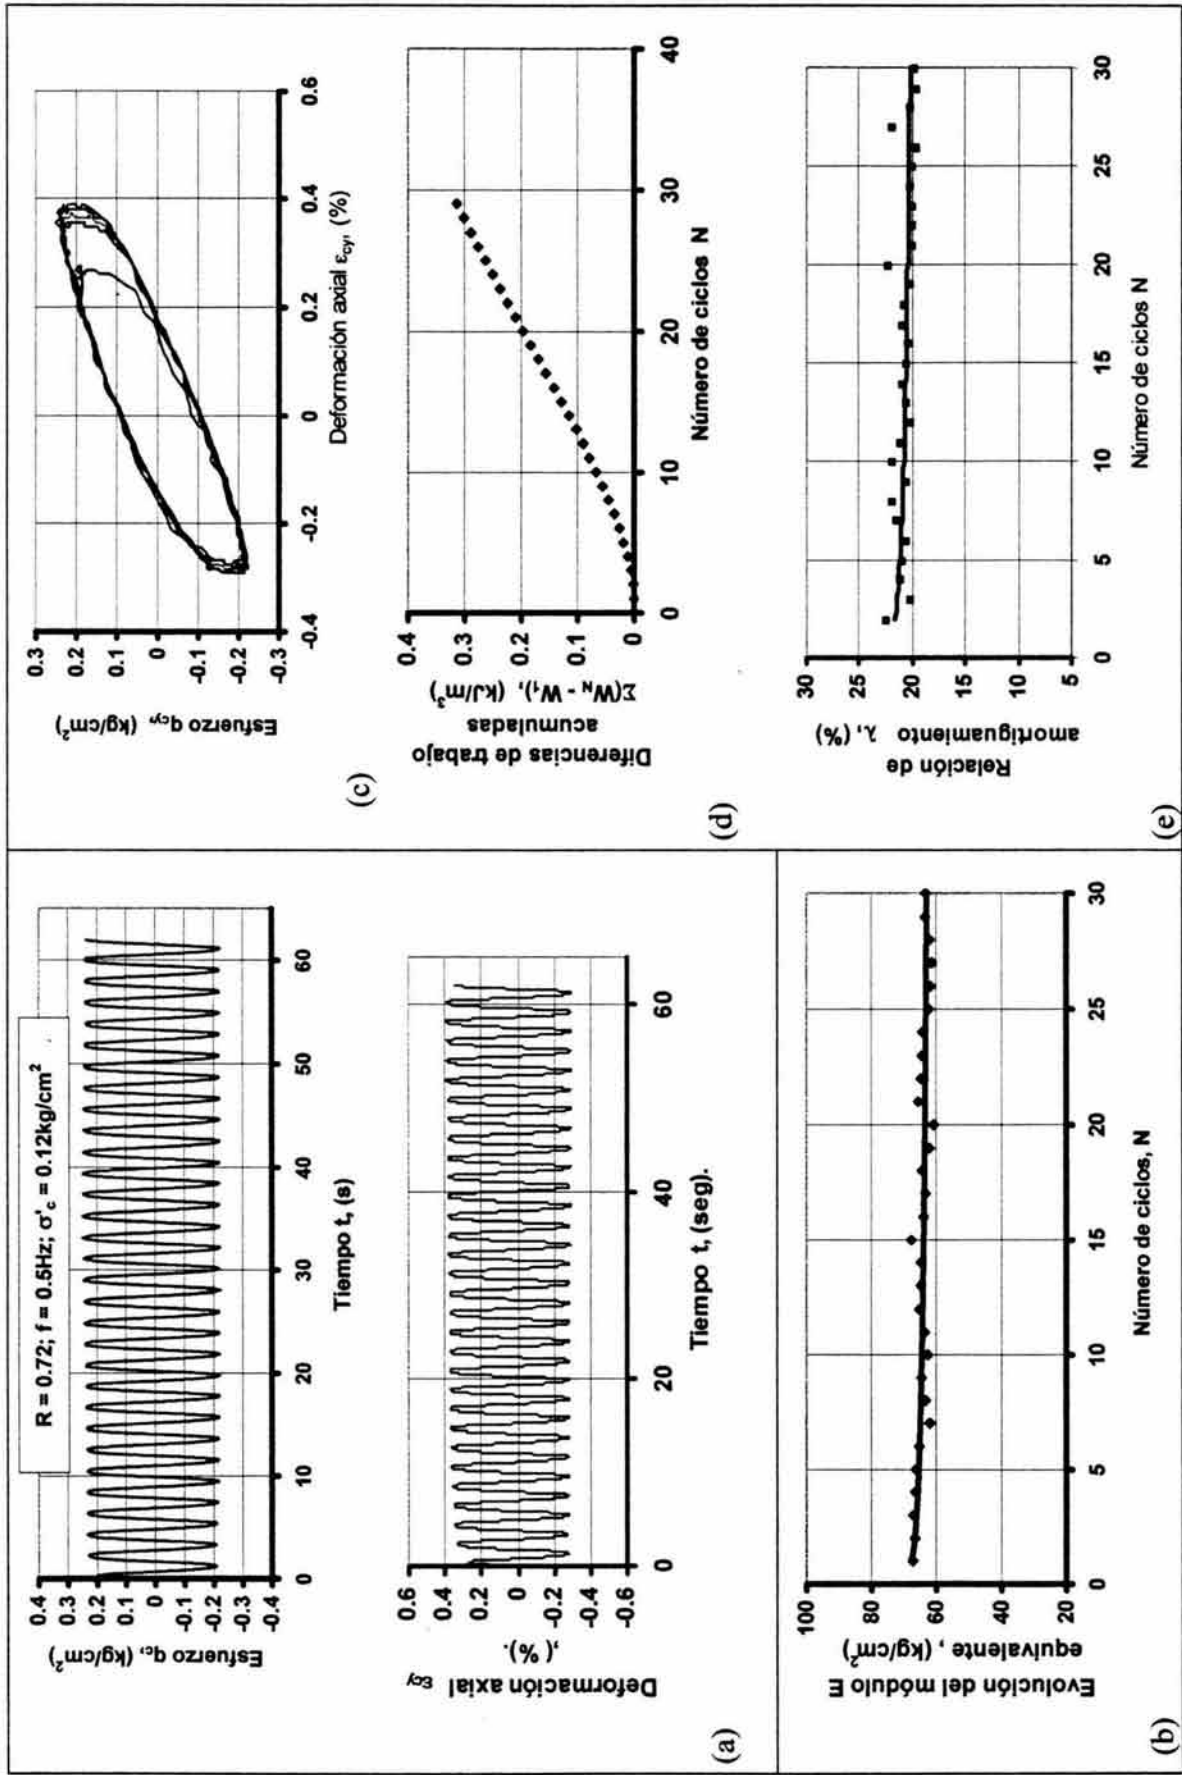 R = 0.72; f = 0.5Hz; σ'c = 0.12kg/cm²
Esfuerzo qc, (kg/cm²)
0.4
0.3
0.2
0.1
0
-0.1
-0.2
-0.3
-0.4
0 10 20 30 40 50 60
Tiempo t, (s)
Deformación axial εcy
,(%).
0.6
0.4
0.2
0
-0.2
-0.4
-0.6
0 20 40 60
Tiempo t, (seg).
(a)
Evolución del módulo E
equivalente , (kg/cm²)
100
80
60
40
20
0 5 10 15 20 25 30
Número de ciclos, N
(b)
Esfuerzo qcy, (kg/cm²)
0.3
0.2
0.1
0
-0.1
-0.2
-0.3
-0.4 -0.2 0 0.2 0.4 0.6
Deformación axial εcy, (%)
(c)
Diferencias de trabajo
acumuladas
Σ(WN - W1), (kJ/m³)
0.4
0.3
0.2
0.1
0
0 10 20 30 40
Número de ciclos N
(d)
Relación de
amortiguamiento λ, (%)
30
25
20
15
10
5
0 5 10 15 20 25 30
Número de ciclos N
(e)